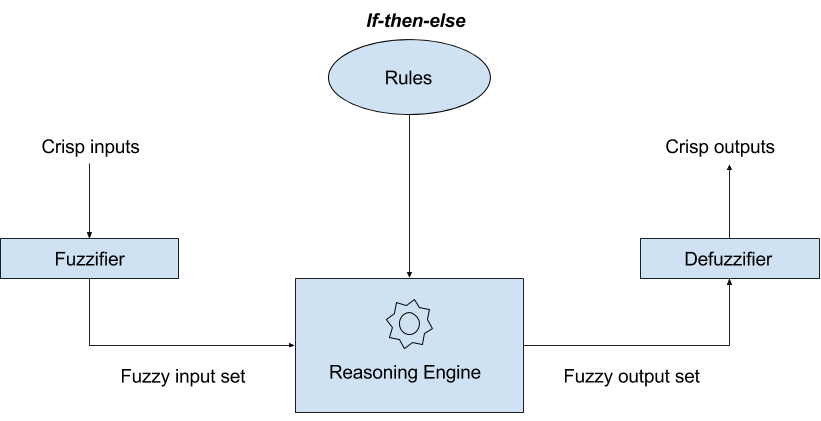 If-then-else
Rules
Crisp inputs
Crisp outputs
Fuzzifier
Defuzzifier
Reasoning Engine
Fuzzy input set
Fuzzy output set